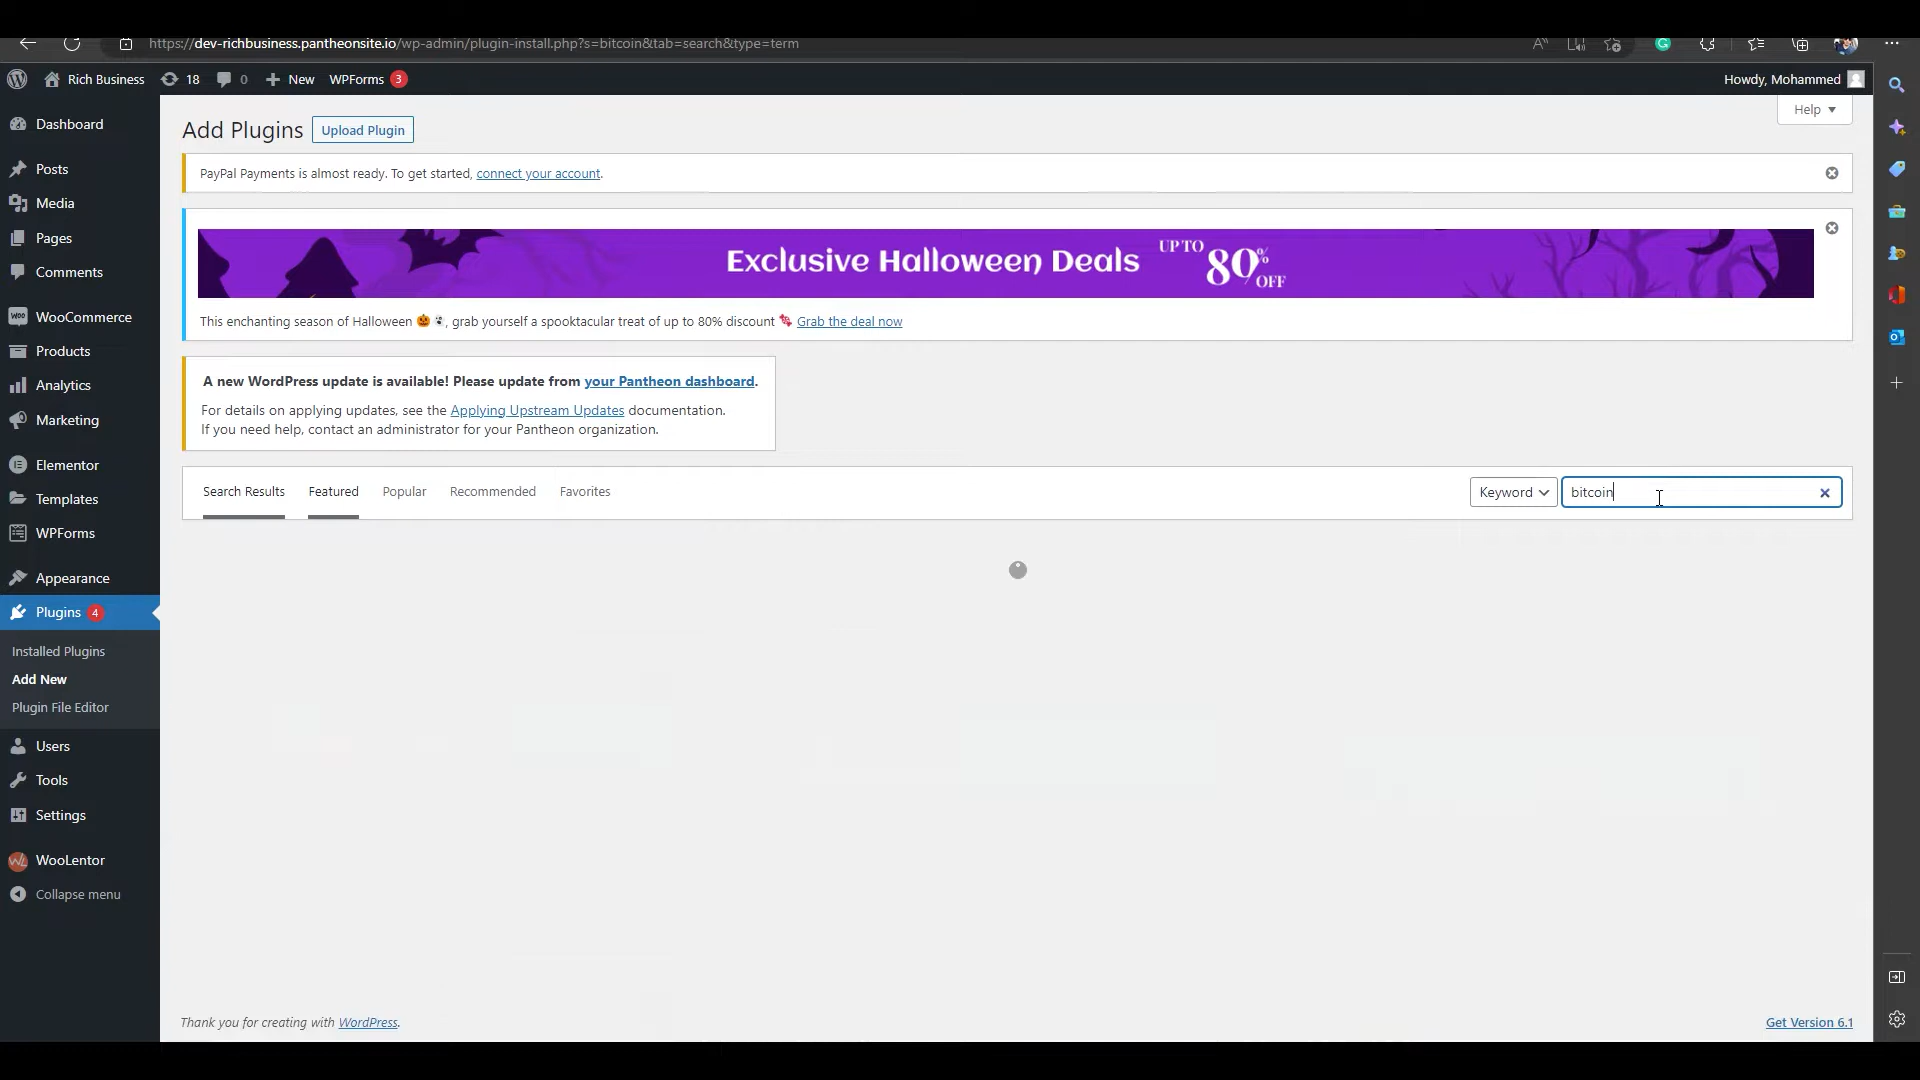 https://dev-richbusiness.pantheonsite.io/wp-admin/plugin-install.php?s=bitcoin&tab=search&type=term
Rich Business 18 0 New WPForms 3
Howdy, Mohammed
Help
Dashboard
Posts
Media
Pages
Comments
WooCommerce
Products
Analytics
Marketing
Elementor
Templates
WPForms
Appearance
Plugins 4
Installed Plugins
Add New
Plugin File Editor
Users
Tools
Settings
WooLentor
Collapse menu
Add Plugins Upload Plugin
PayPal Payments is almost ready. To get started, connect your account.
Exclusive Halloween Deals UP TO 80% OFF
This enchanting season of Halloween 🎃 👻, grab yourself a spooktacular treat of up to 80% discount 🍬 Grab the deal now
A new WordPress update is available! Please update from your Pantheon dashboard.
For details on applying updates, see the Applying Upstream Updates documentation.
If you need help, contact an administrator for your Pantheon organization.
Search Results Featured Popular Recommended Favorites Keyword bitcoin
Thank you for creating with WordPress.
Get Version 6.1